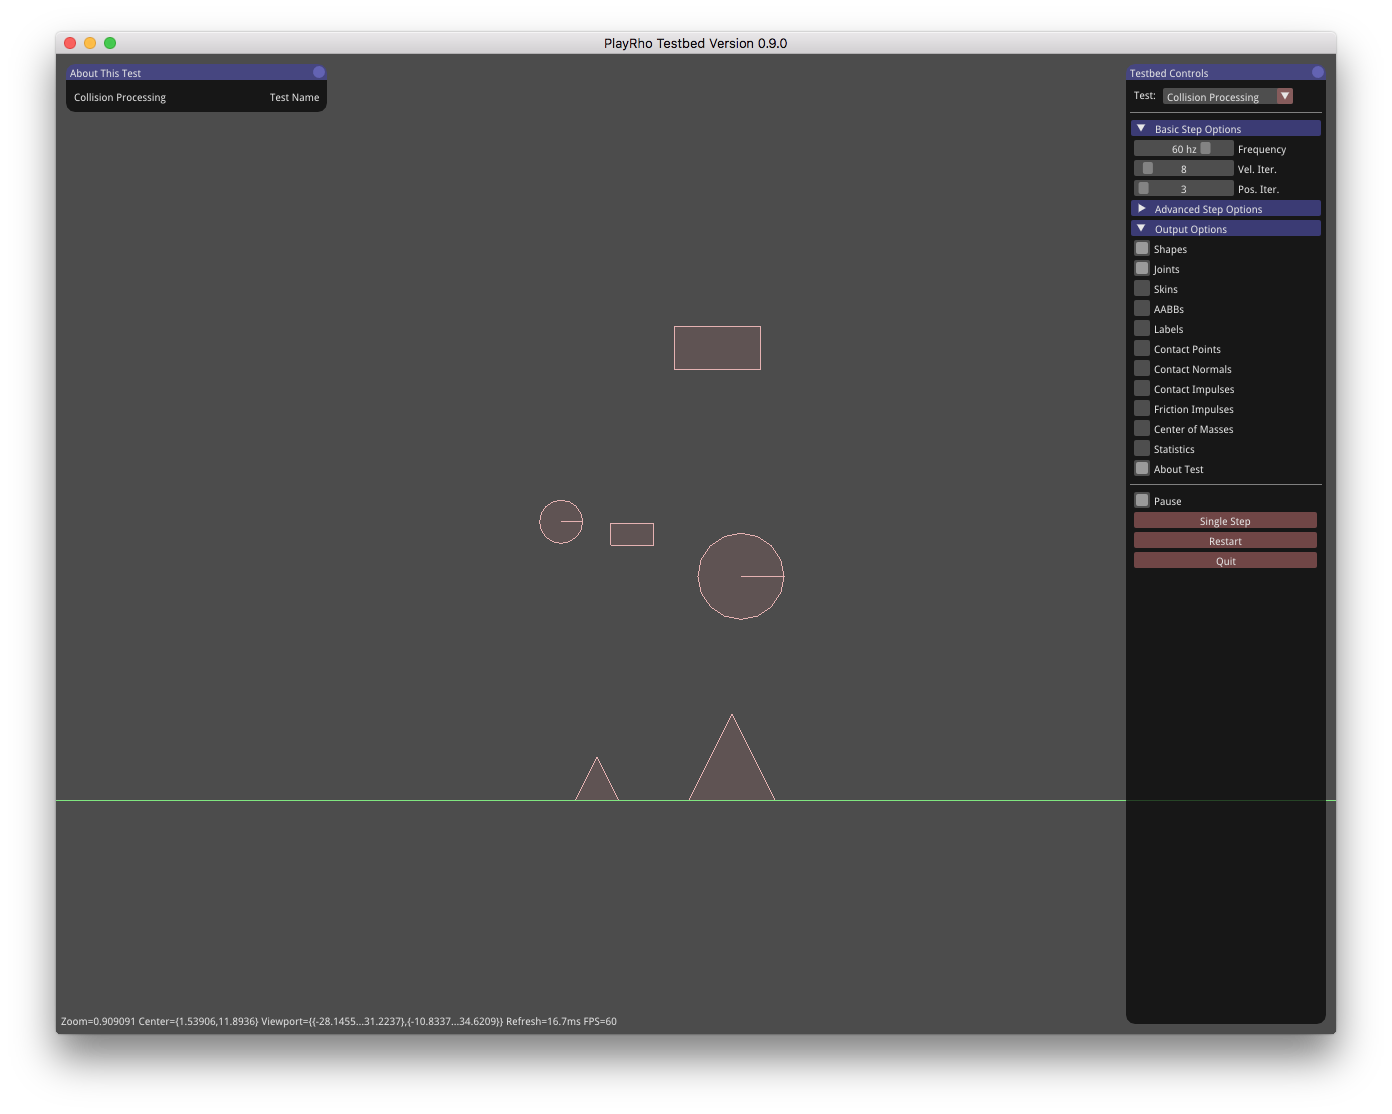 PlayRho Testbed Version 0.9.0
About This Test
Collision Processing Test Name
Testbed Controls
Test: Collision Processing
Basic Step Options
60 hz Frequency
8 Vel. Iter.
3 Pos. Iter.
Advanced Step Options
Output Options
Shapes
Joints
Skins
AABBs
Labels
Contact Points
Contact Normals
Contact Impulses
Friction Impulses
Center of Masses
Statistics
About Test
Pause
Single Step
Restart
Quit
Zoom=0.909091 Center={1.53906,11.8936} Viewport={{-28.1455...31.2237},{-10.8337...34.6209}} Refresh=16.7ms FPS=60